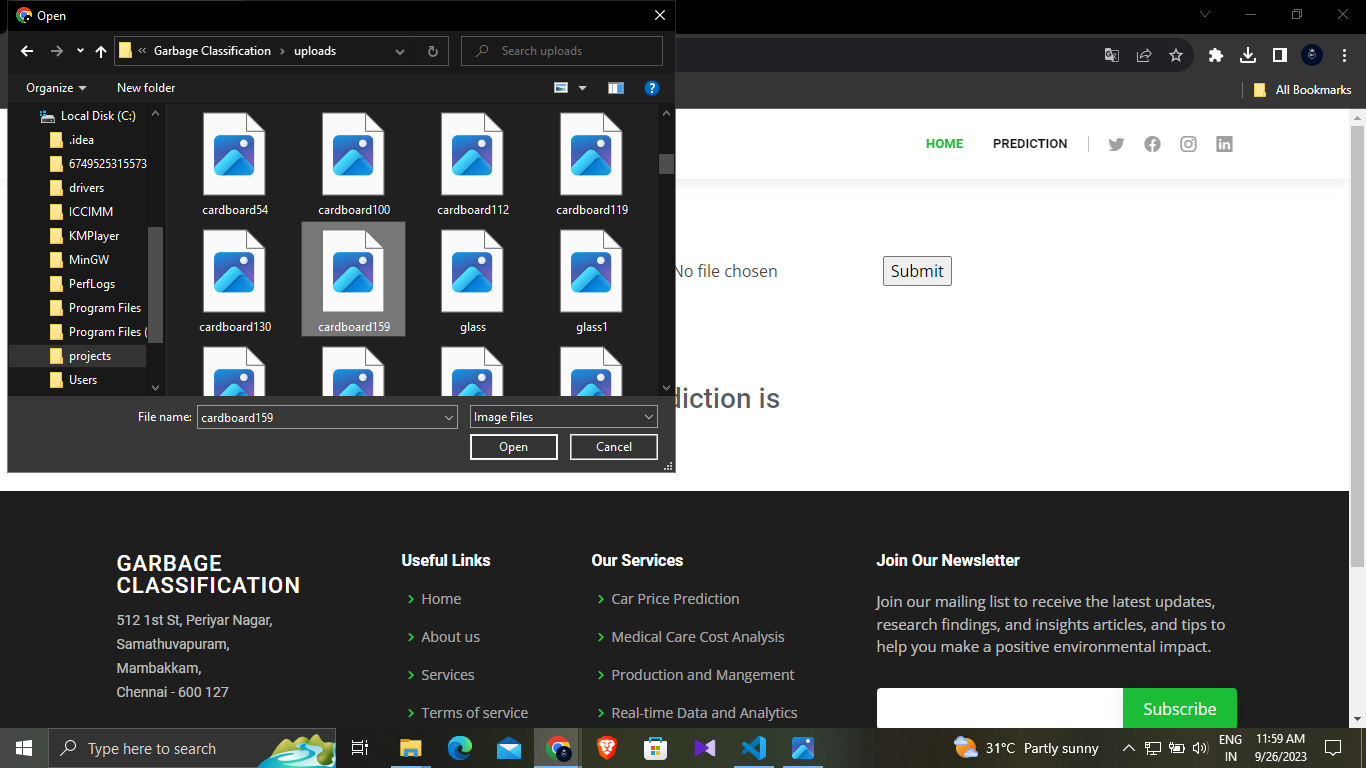 Open
Garbage Classification › uploads
Search uploads
Organize
New folder
Local Disk (C:)
.idea
6749525315573
drivers
ICCIMM
KMPlayer
MinGW
PerfLogs
Program Files
Program Files (
projects
Users
cardboard54
cardboard100
cardboard112
cardboard119
cardboard130
cardboard159
glass
glass1
File name:
cardboard159
Image Files
Open
Cancel
All Bookmarks
HOME
PREDICTION
No file chosen
Submit
diction is
GARBAGE
CLASSIFICATION
512 1st St, Periyar Nagar,
Samathuvapuram,
Mambakkam,
Chennai - 600 127
Useful Links
Home
About us
Services
Terms of service
Our Services
Car Price Prediction
Medical Care Cost Analysis
Production and Mangement
Real-time Data and Analytics
Join Our Newsletter
Join our mailing list to receive the latest updates,
research findings, and insights articles, and tips to
help you make a positive environmental impact.
Subscribe
Type here to search
31°C Partly sunny
ENG
IN
11:59 AM
9/26/2023